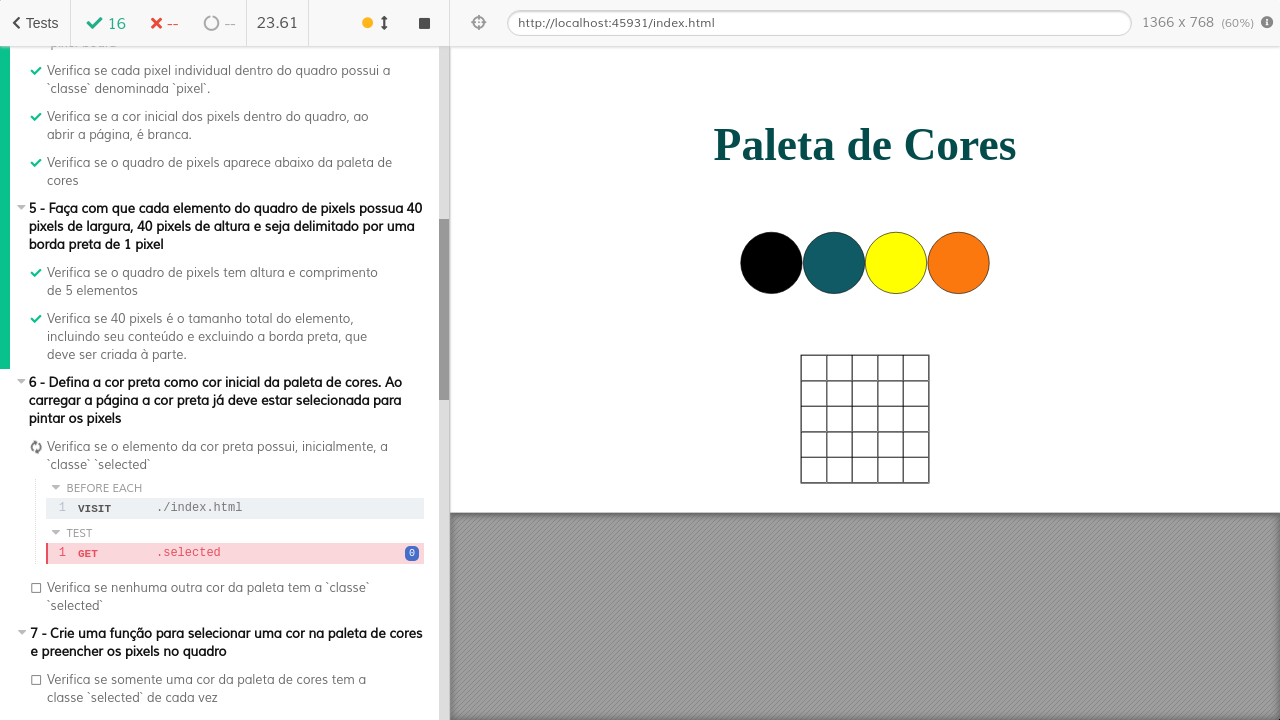 Tests
16
--
--
23.61
http://localhost:45931/index.html
1366 x 768 (60%)
Verifica se cada pixel individual dentro do quadro possui a
`classe` denominada `pixel`.
Verifica se a cor inicial dos pixels dentro do quadro, ao
abrir a página, é branca.
Verifica se o quadro de pixels aparece abaixo da paleta de
cores
5 - Faça com que cada elemento do quadro de pixels possua 40
pixels de largura, 40 pixels de altura e seja delimitado por uma
borda preta de 1 pixel
Verifica se o quadro de pixels tem altura e comprimento
de 5 elementos
Verifica se 40 pixels é o tamanho total do elemento,
incluindo seu conteúdo e excluindo a borda preta, que
deve ser criada à parte.
6 - Defina a cor preta como cor inicial da paleta de cores. Ao
carregar a página a cor preta já deve estar selecionada para
pintar os pixels
Verifica se o elemento da cor preta possui, inicialmente, a
`classe` `selected`
BEFORE EACH
1 VISIT ./index.html
TEST
1 GET .selected 0
Verifica se nenhuma outra cor da paleta tem a `classe`
`selected`
7 - Crie uma função para selecionar uma cor na paleta de cores
e preencher os pixels no quadro
Verifica se somente uma cor da paleta de cores tem a
classe `selected` de cada vez
Paleta de Cores